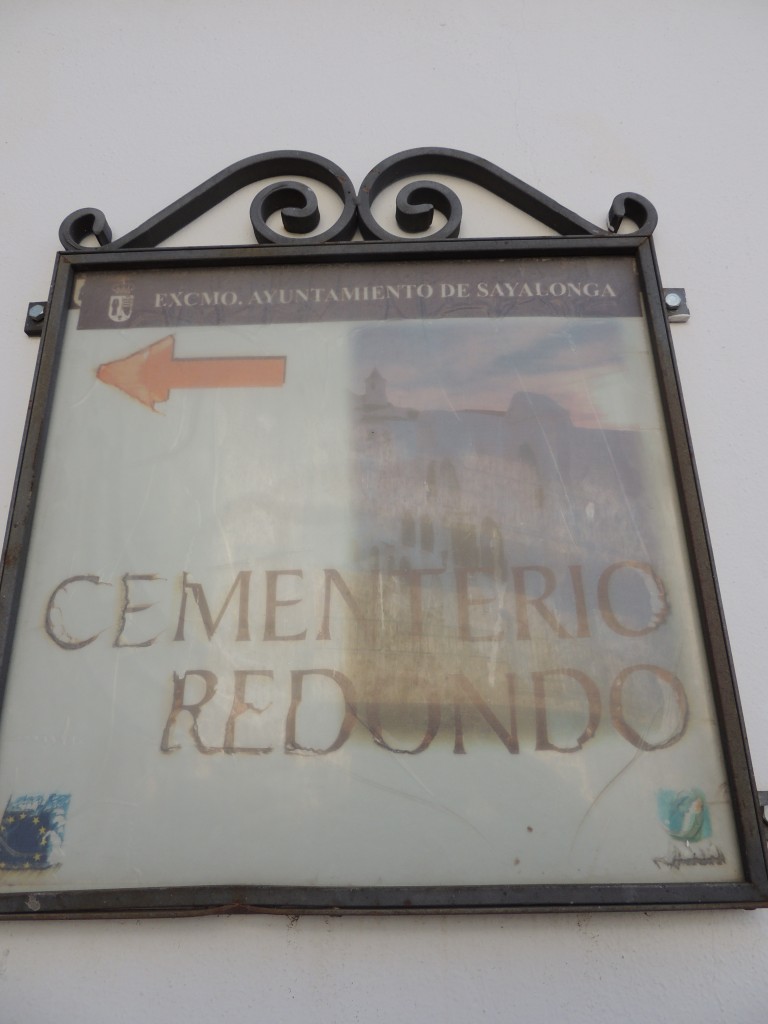 EXCMO. AYUNTAMIENTO DE SAYALONGA
CEMENTERIO
REDONDO